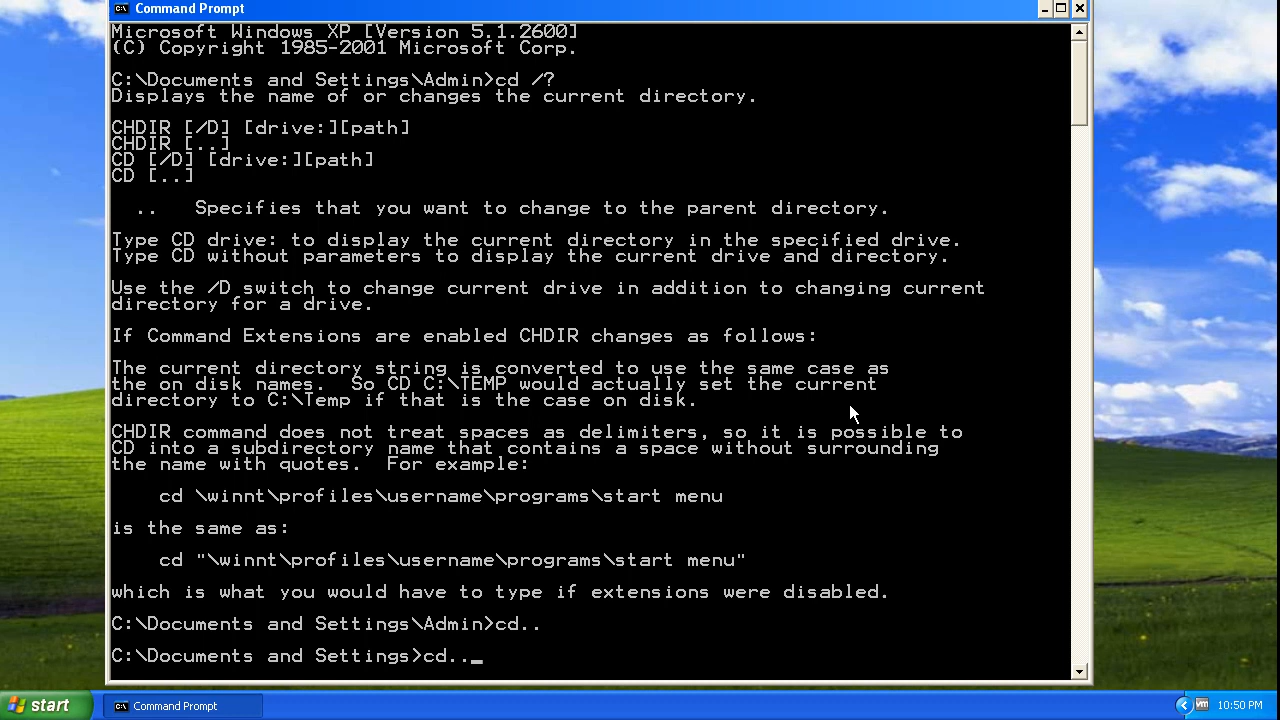 Command Prompt
Microsoft Windows XP [Version 5.1.2600]
(C) Copyright 1985-2001 Microsoft Corp.
C:\Documents and Settings\Admin>cd /?
Displays the name of or changes the current directory.
CHDIR [/D] [drive:][path]
CHDIR [..]
CD [/D] [drive:][path]
CD [..]
.. Specifies that you want to change to the parent directory.
Type CD drive: to display the current directory in the specified drive.
Type CD without parameters to display the current drive and directory.
Use the /D switch to change current drive in addition to changing current
directory for a drive.
If Command Extensions are enabled CHDIR changes as follows:
The current directory string is converted to use the same case as
the on disk names.  So CD C:\TEMP would actually set the current
directory to C:\Temp if that is the case on disk.
CHDIR command does not treat spaces as delimiters, so it is possible to
CD into a subdirectory name that contains a space without surrounding
the name with quotes.  For example:
cd \winnt\profiles\username\programs\start menu
is the same as:
cd "\winnt\profiles\username\programs\start menu"
which is what you would have to type if extensions were disabled.
C:\Documents and Settings\Admin>cd..
C:\Documents and Settings>cd.._
start
Command Prompt
vm
10:50 PM